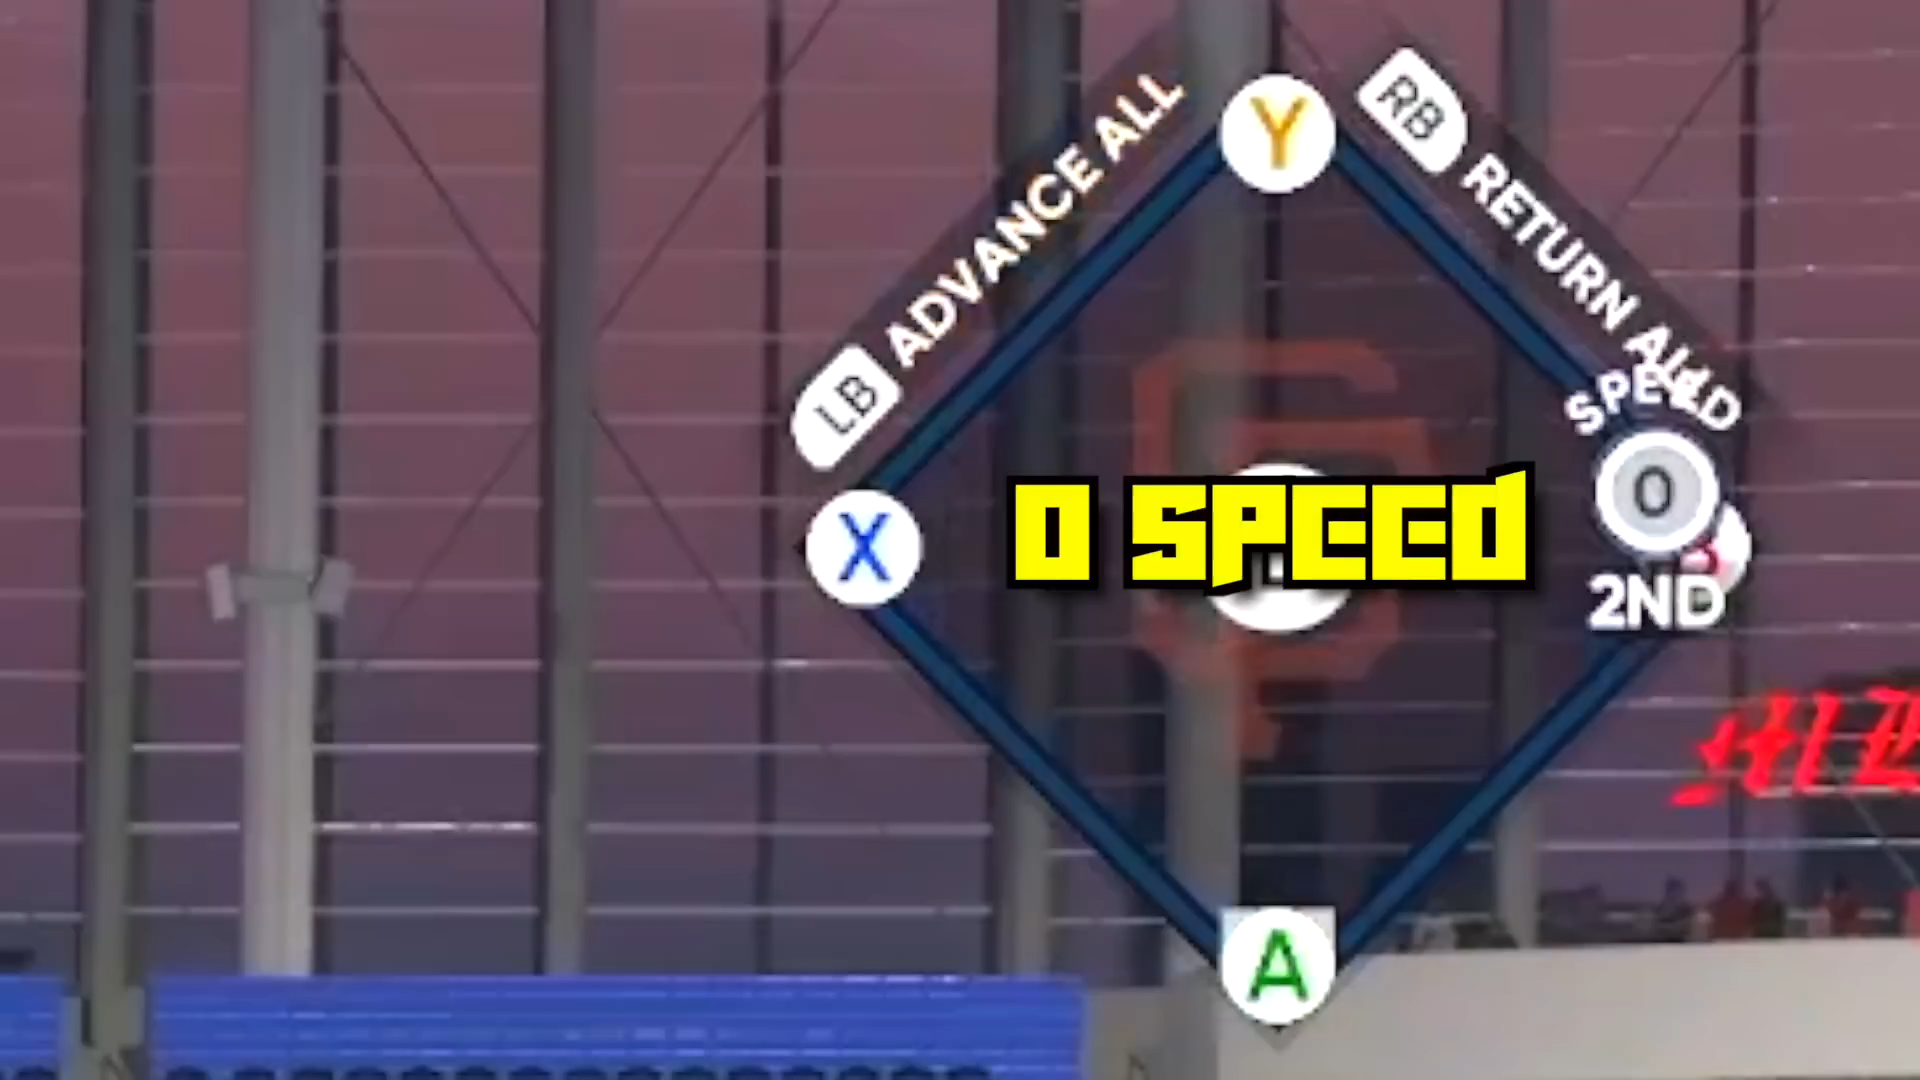 Y
RB
ADVANCE ALL
RETURN ALL
LB
SPEED
0
X
0 SPEED
2ND
A